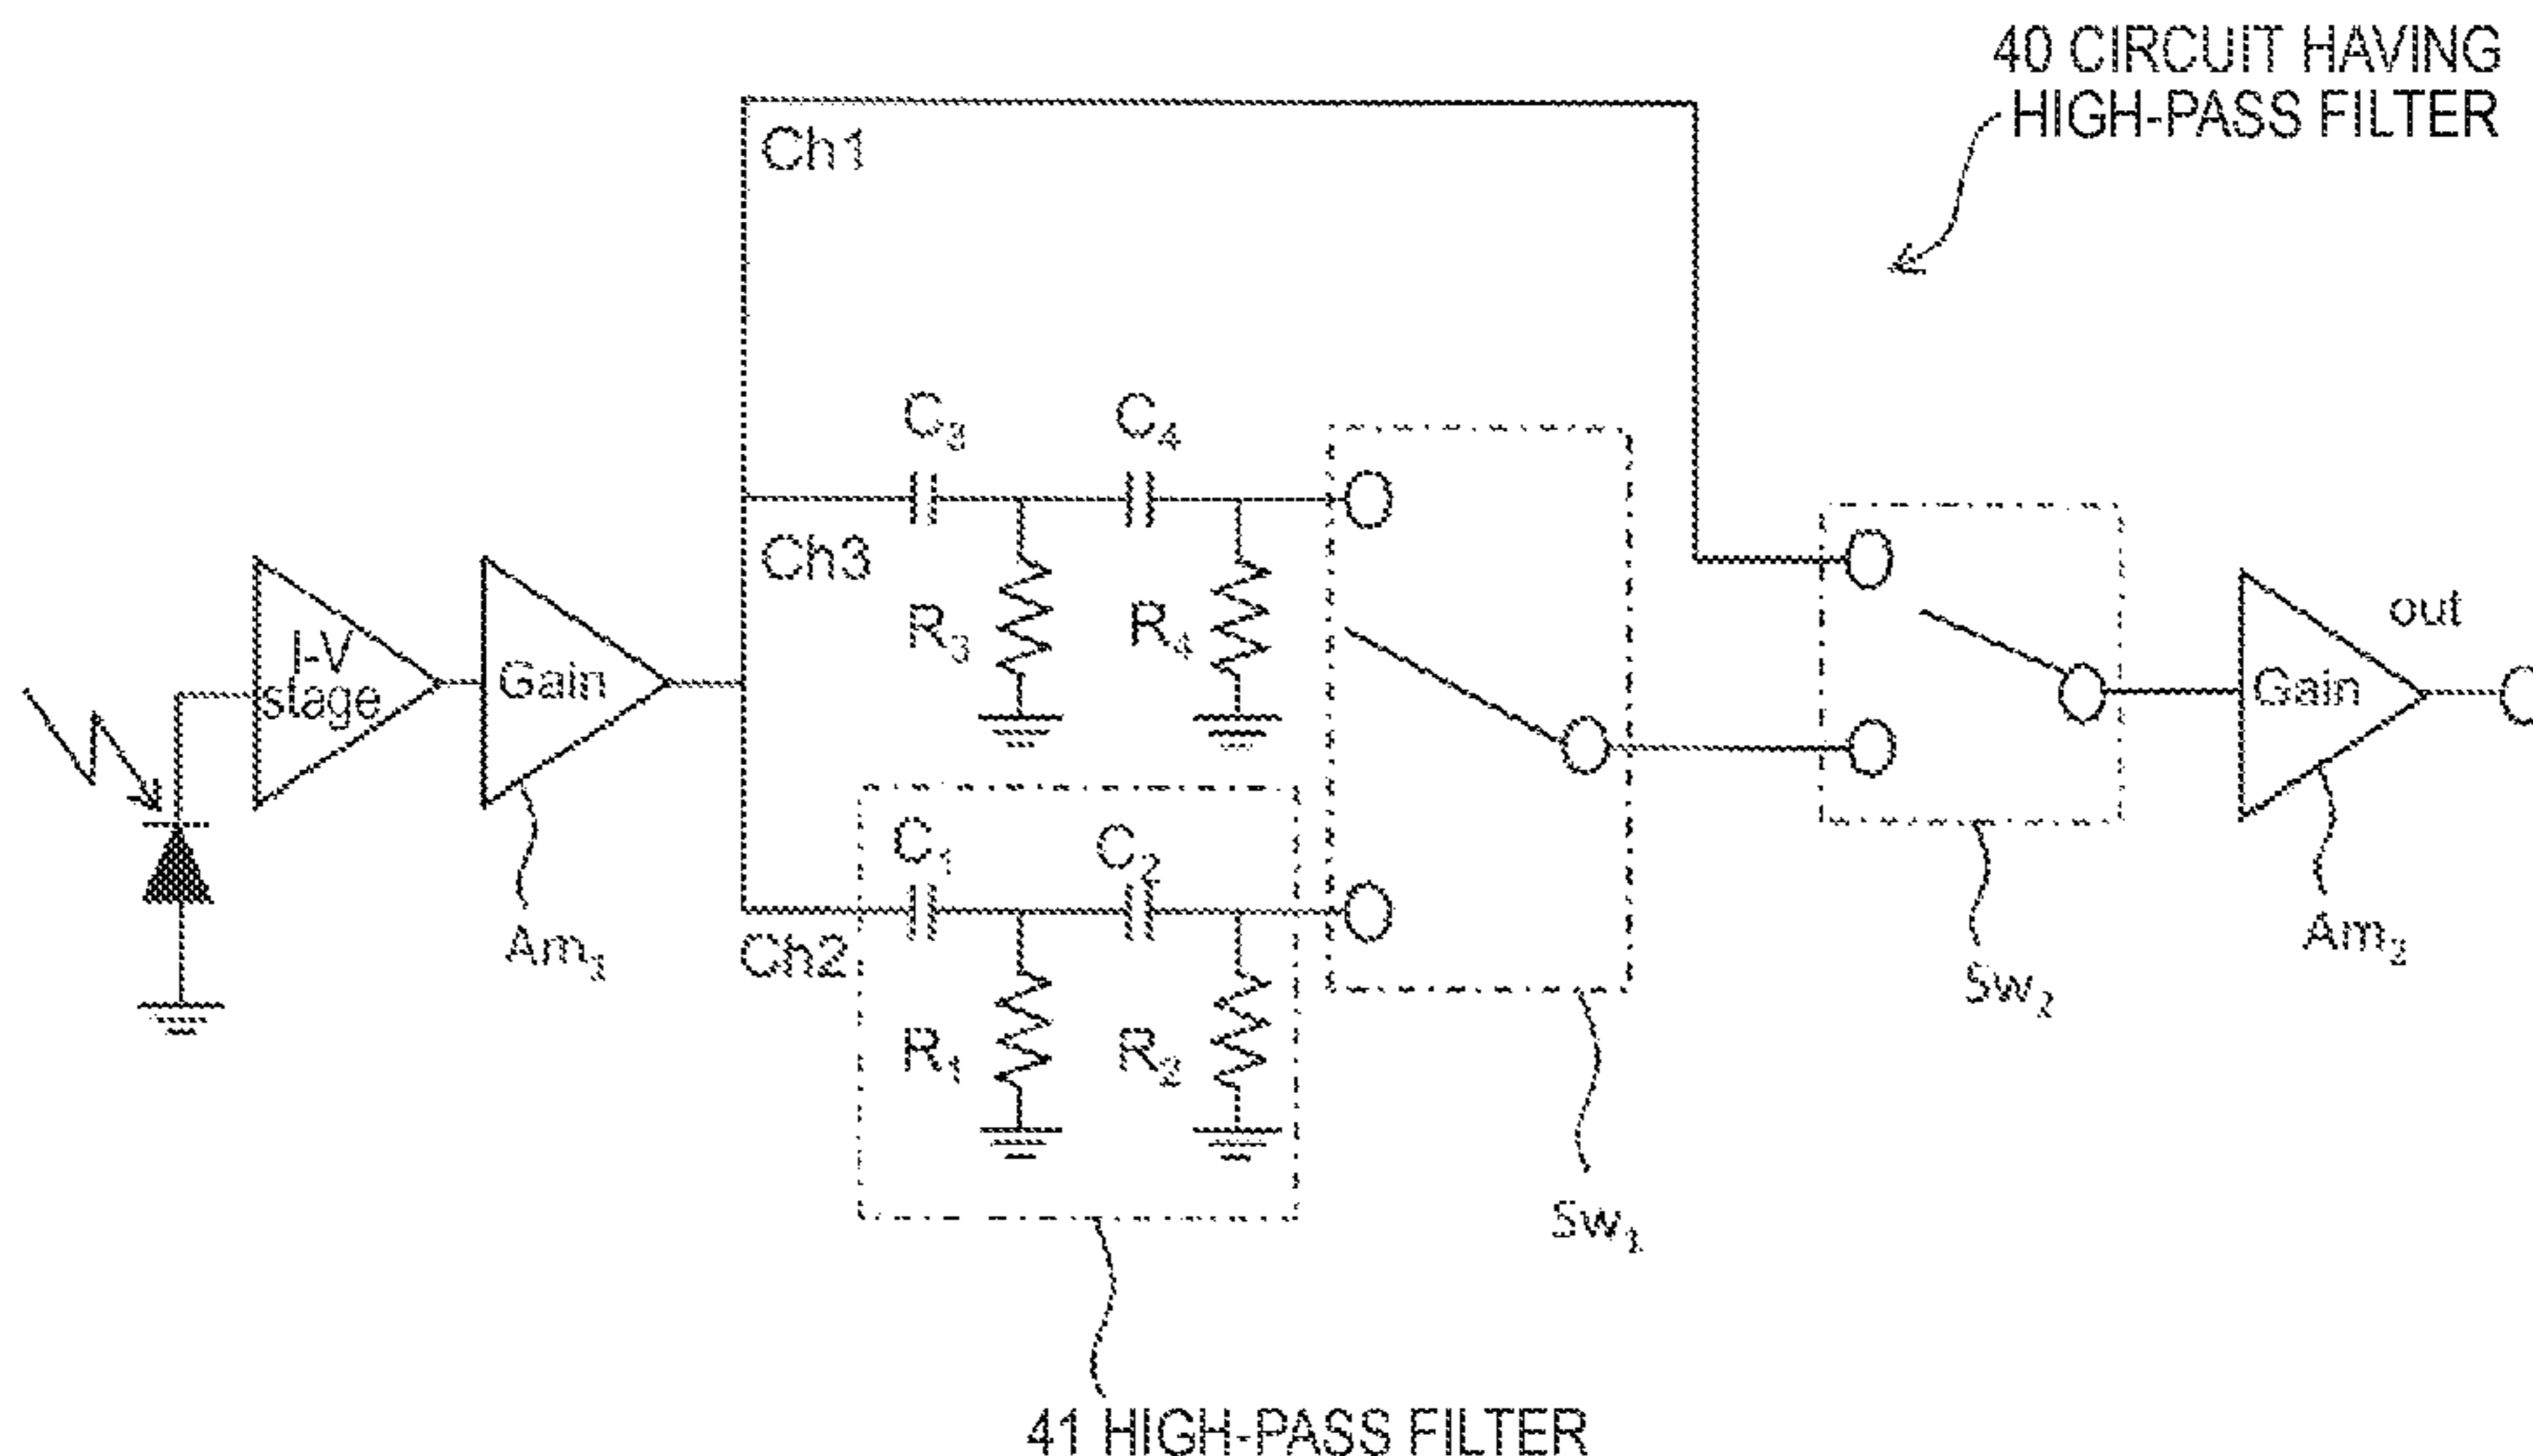 40 CIRCUIT HAVING
HIGH-PASS FILTER
Ch1
C3
C4
Ch3
R3
R4
I-V
stage
Gain
Gain
out
Am1
C1
C2
Ch2
R1
R2
Sw1
Sw2
Am2
41 HIGH-PASS FILTER